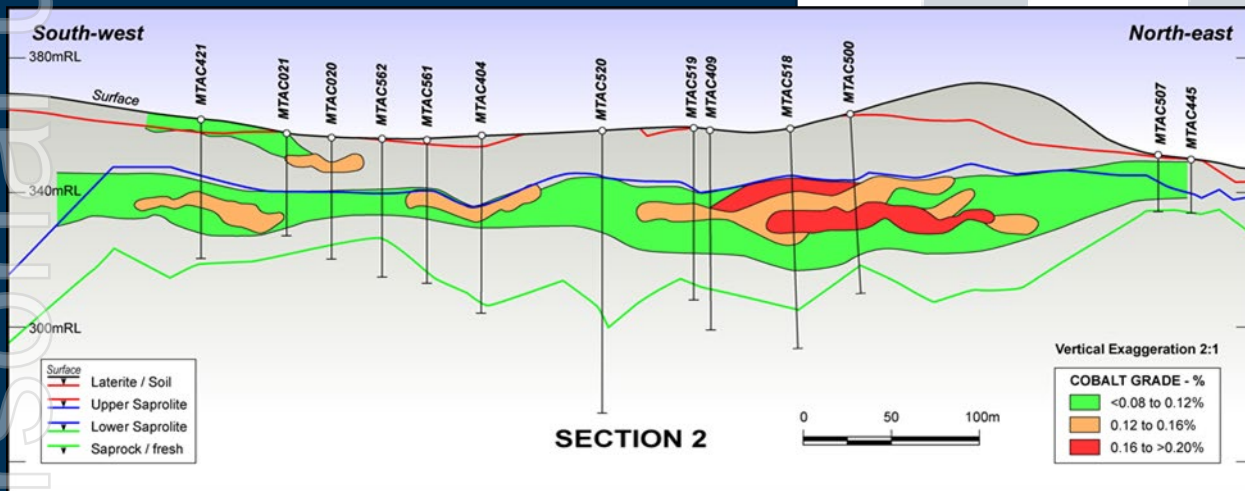 South-west
North-east
380mRL
Surface
MTAC421
MTAC021
MTAC020
MTAC562
MTAC561
MTAC404
MTAC520
MTAC519
MTAC409
MTAC518
MTAC500
MTAC507
MTAC445
340mRL
300mRL
Surface
Laterite / Soil
Upper Saprolite
Lower Saprolite
Saprock / fresh
SECTION 2
0 50 100m
Vertical Exaggeration 2:1
COBALT GRADE - %
<0.08 to 0.12%
0.12 to 0.16%
0.16 to >0.20%